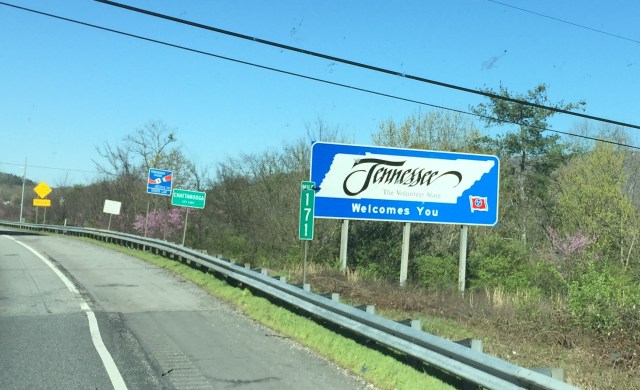 Tennessee
The Volunteer State
Welcomes You
MILE
171
CHATTANOOGA